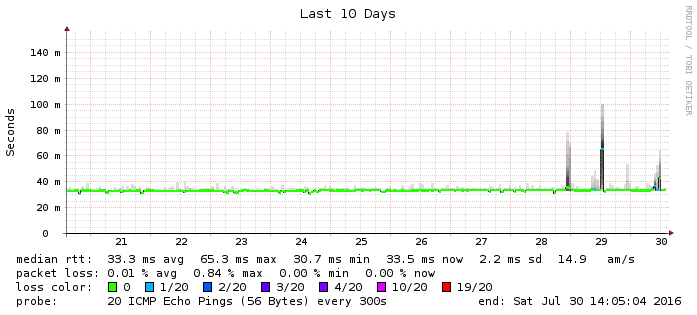 Last 10 Days
RRDTOOL / TOBI OETIKER
Seconds
140 m
120 m
100 m
80 m
60 m
40 m
20 m
0
21 22 23 24 25 26 27 28 29 30
median rtt: 33.3 ms avg 65.3 ms max 30.7 ms min 33.5 ms now 2.2 ms sd 14.9 am/s
packet loss: 0.01 % avg 0.84 % max 0.00 % min 0.00 % now
loss color: 0 1/20 2/20 3/20 4/20 10/20 19/20
probe: 20 ICMP Echo Pings (56 Bytes) every 300s end: Sat Jul 30 14:05:04 2016